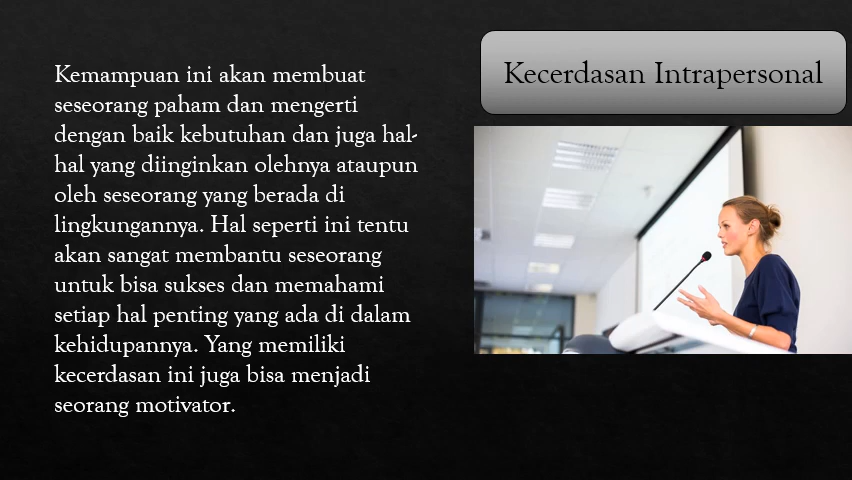 Kecerdasan Intrapersonal
Kemampuan ini akan membuat
seseorang paham dan mengerti
dengan baik kebutuhan dan juga hal-
hal yang diinginkan olehnya ataupun
oleh seseorang yang berada di
lingkungannya. Hal seperti ini tentu
akan sangat membantu seseorang
untuk bisa sukses dan memahami
setiap hal penting yang ada di dalam
kehidupannya. Yang memiliki
kecerdasan ini juga bisa menjadi
seorang motivator.